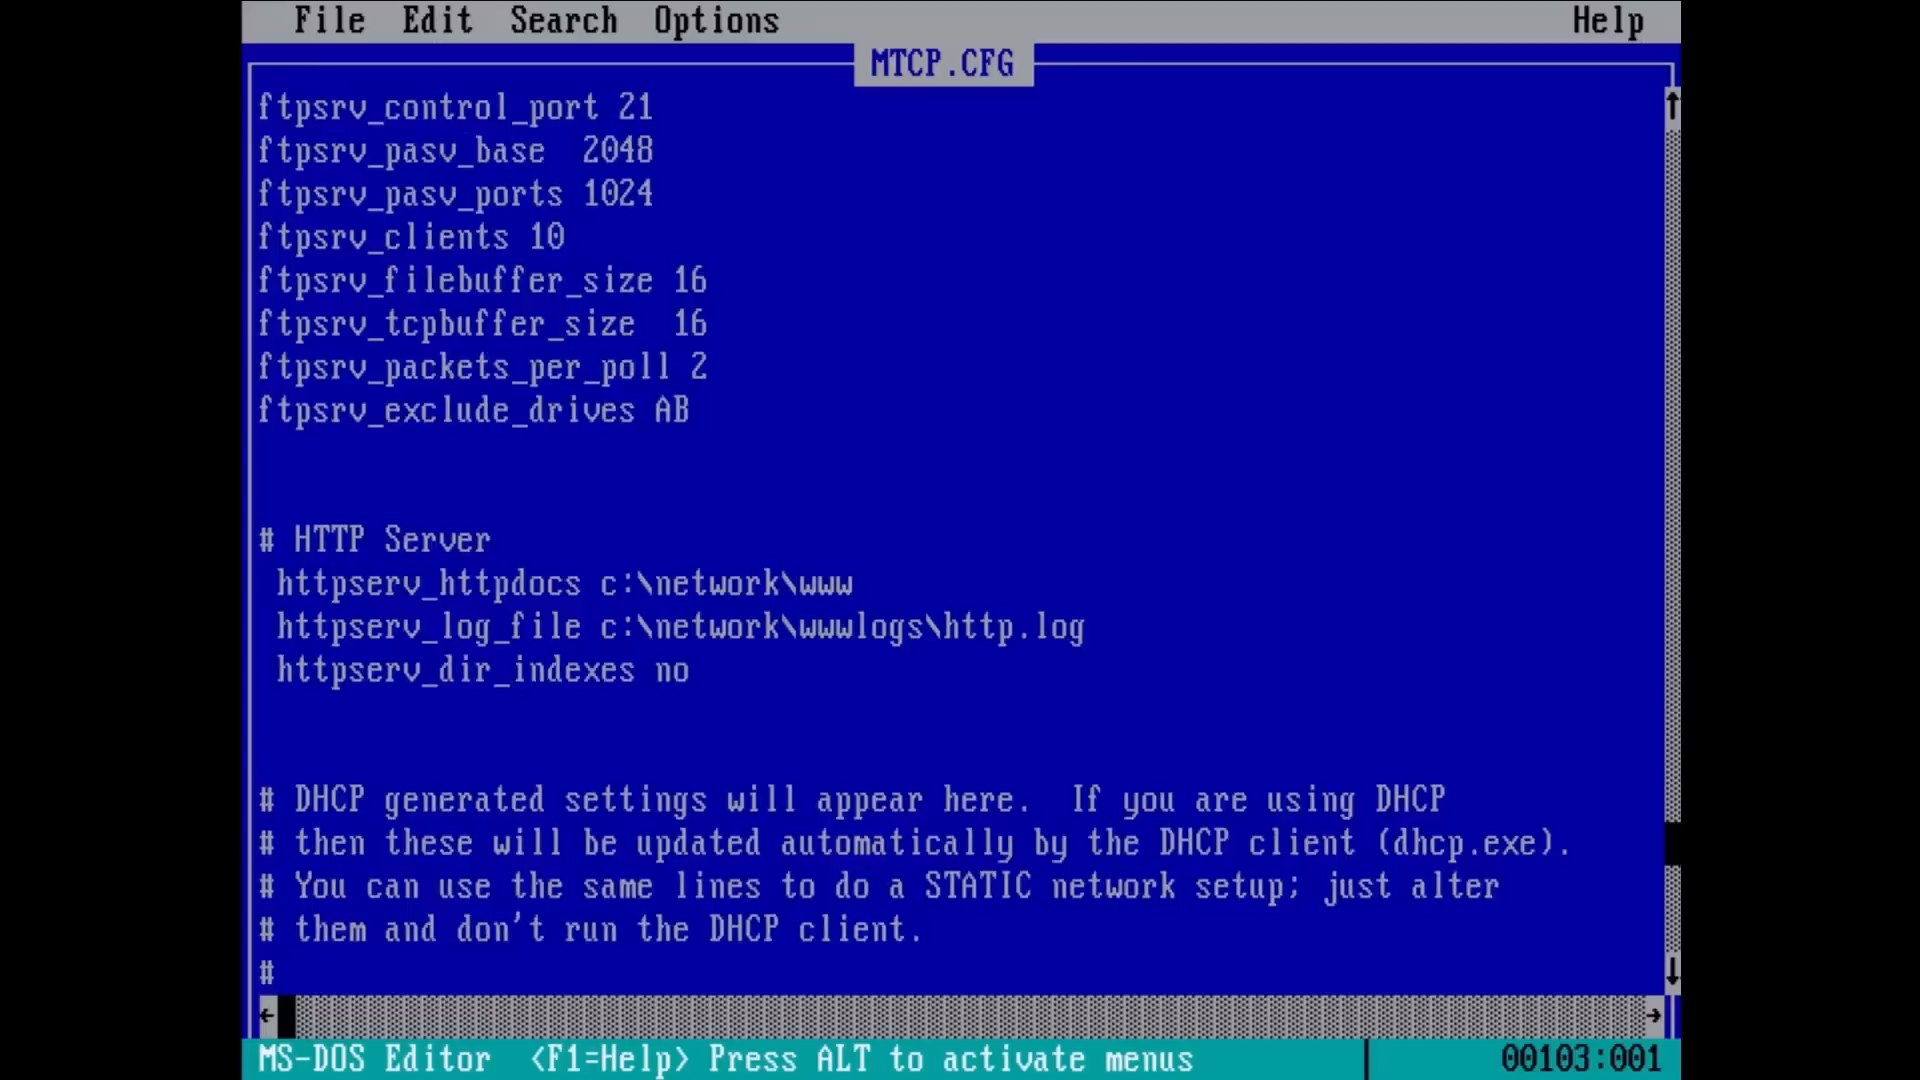 File Edit Search Options Help
MTCP.CFG
ftpsrv_control_port 21
ftpsrv_pasv_base  2048
ftpsrv_pasv_ports 1024
ftpsrv_clients 10
ftpsrv_filebuffer_size 16
ftpsrv_tcpbuffer_size  16
ftpsrv_packets_per_poll 2
ftpsrv_exclude_drives AB
# HTTP Server
httpserv_httpdocs c:\network\www
httpserv_log_file c:\network\wwwlogs\http.log
httpserv_dir_indexes no
# DHCP generated settings will appear here.  If you are using DHCP
# then these will be updated automatically by the DHCP client (dhcp.exe).
# You can use the same lines to do a STATIC network setup; just alter
# them and don't run the DHCP client.
#
MS-DOS Editor  <F1=Help> Press ALT to activate menus 00103:001